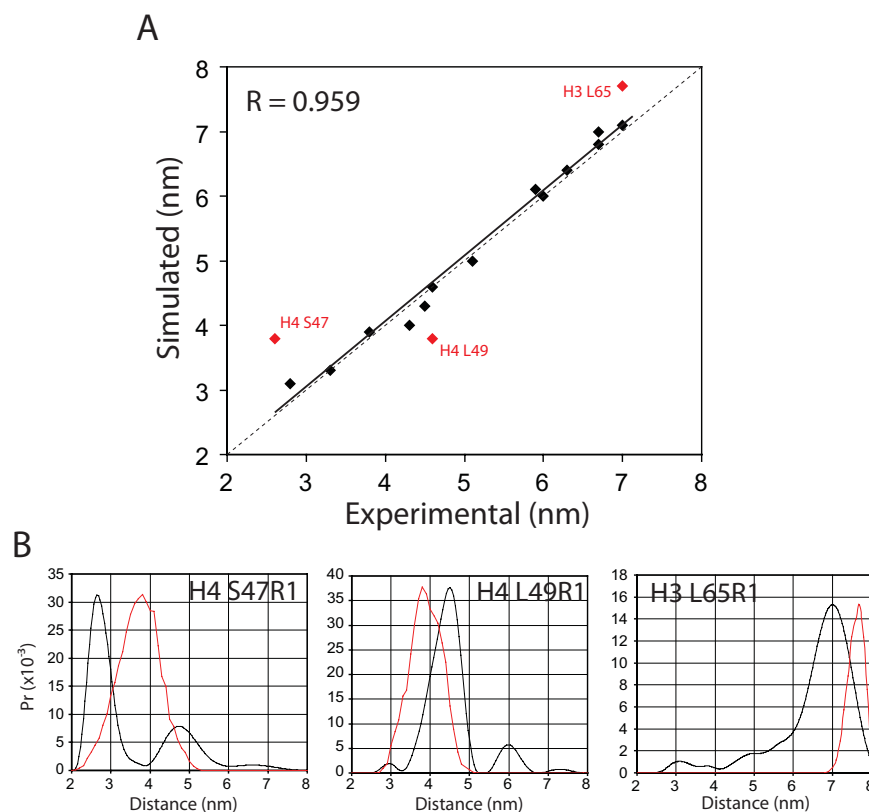 A
R = 0.959
H3 L65
H4 S47
H4 L49
Simulated (nm)
8
7
6
5
4
3
2
2 3 4 5 6 7 8
Experimental (nm)
B
H4 S47R1
Pr (x10⁻³)
35
30
25
20
15
10
5
0
2 3 4 5 6 7 8
Distance (nm)
H4 L49R1
40
35
30
25
20
15
10
5
0
2 3 4 5 6 7 8
Distance (nm)
H3 L65R1
18
16
14
12
10
8
6
4
2
0
2 3 4 5 6 7 8
Distance (nm)